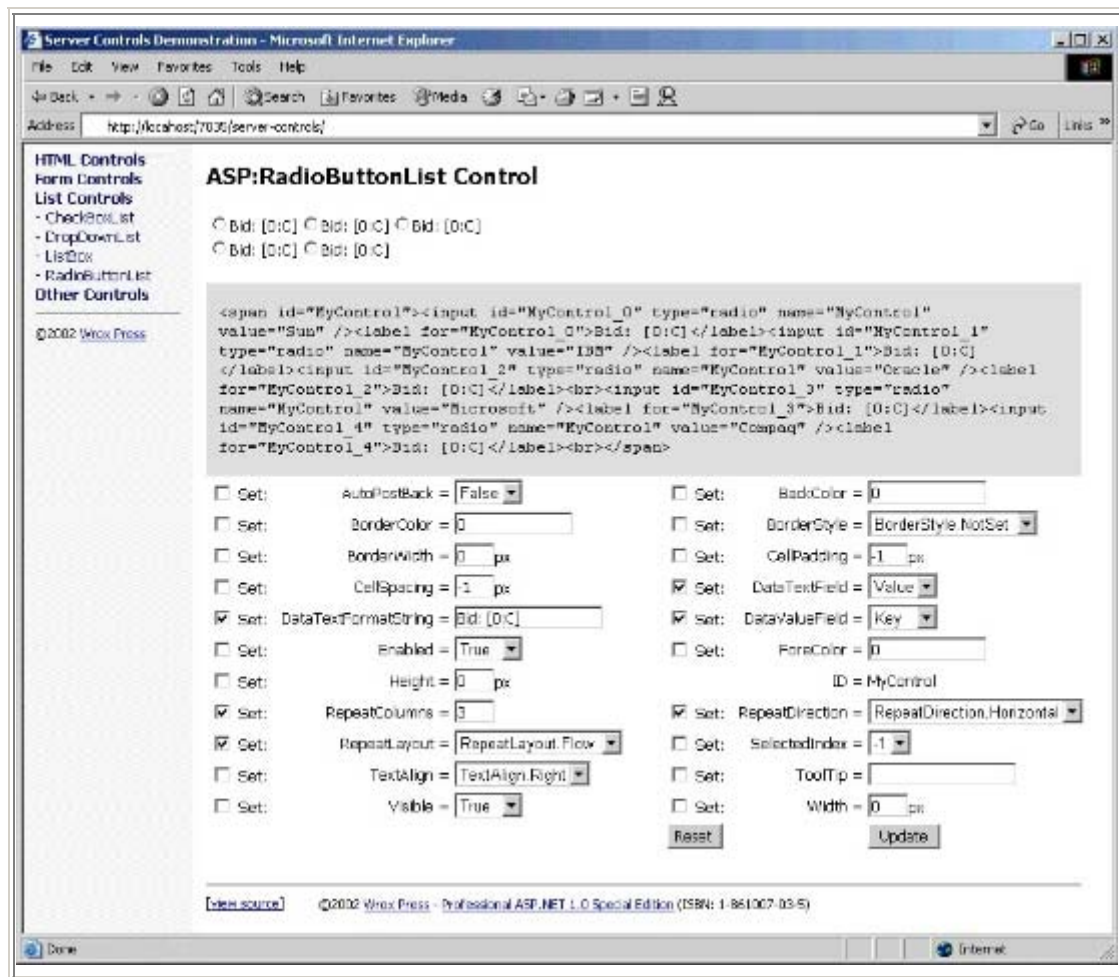 Server Controls Demonstration - Microsoft Internet Explorer
File Edit View Favorites Tools Help
Back Search Favorites Media
Address http://localhost/7035/server-controls/ Go Links »
HTML Controls
Form Controls
List Controls
- CheckBoxList
- DropDownList
- ListBox
- RadioButtonList
Other Controls
©2002 Wrox Press
ASP:RadioButtonList Control
Bid: [0:C] Bid: [0:C] Bid: [0:C]
Bid: [0:C] Bid: [0:C]
<span id="MyControl"><input id="MyControl_0" type="radio" name="MyControl"
value="Sun" /><label for="MyControl_0">Bid: [0:C]</label><input id="MyControl_1"
type="radio" name="MyControl" value="IBM" /><label for="MyControl_1">Bid: [0:C]
</label><input id="MyControl_2" type="radio" name="MyControl" value="Oracle" /><label
for="MyControl_2">Bid: [0:C]</label><br><input id="MyControl_3" type="radio"
name="MyControl" value="Microsoft" /><label for="MyControl_3">Bid: [0:C]</label><input
id="MyControl_4" type="radio" name="MyControl" value="Compaq" /><label
for="MyControl_4">Bid: [0:C]</label><br></span>
Set: AutoPostBack = False Set: BackColor = 0
Set: BorderColor = 0 Set: BorderStyle = BorderStyle.NotSet
Set: BorderWidth = 0 px Set: CellPadding = -1 px
Set: CellSpacing = -1 px Set: DataTextField = Value
Set: DataTextFormatString = Bid: [0:C] Set: DataValueField = Key
Set: Enabled = True Set: ForeColor = 0
Set: Height = 0 px ID = MyControl
Set: RepeatColumns = 3 Set: RepeatDirection = RepeatDirection.Horizontal
Set: RepeatLayout = RepeatLayout.Flow Set: SelectedIndex = -1
Set: TextAlign = TextAlign.Right Set: ToolTip =
Set: Visible = True Set: Width = 0 px
Reset Update
[view source] ©2002 Wrox Press - Professional ASP.NET 1.0 Special Edition (ISBN: 1-861007-03-5)
Done Internet